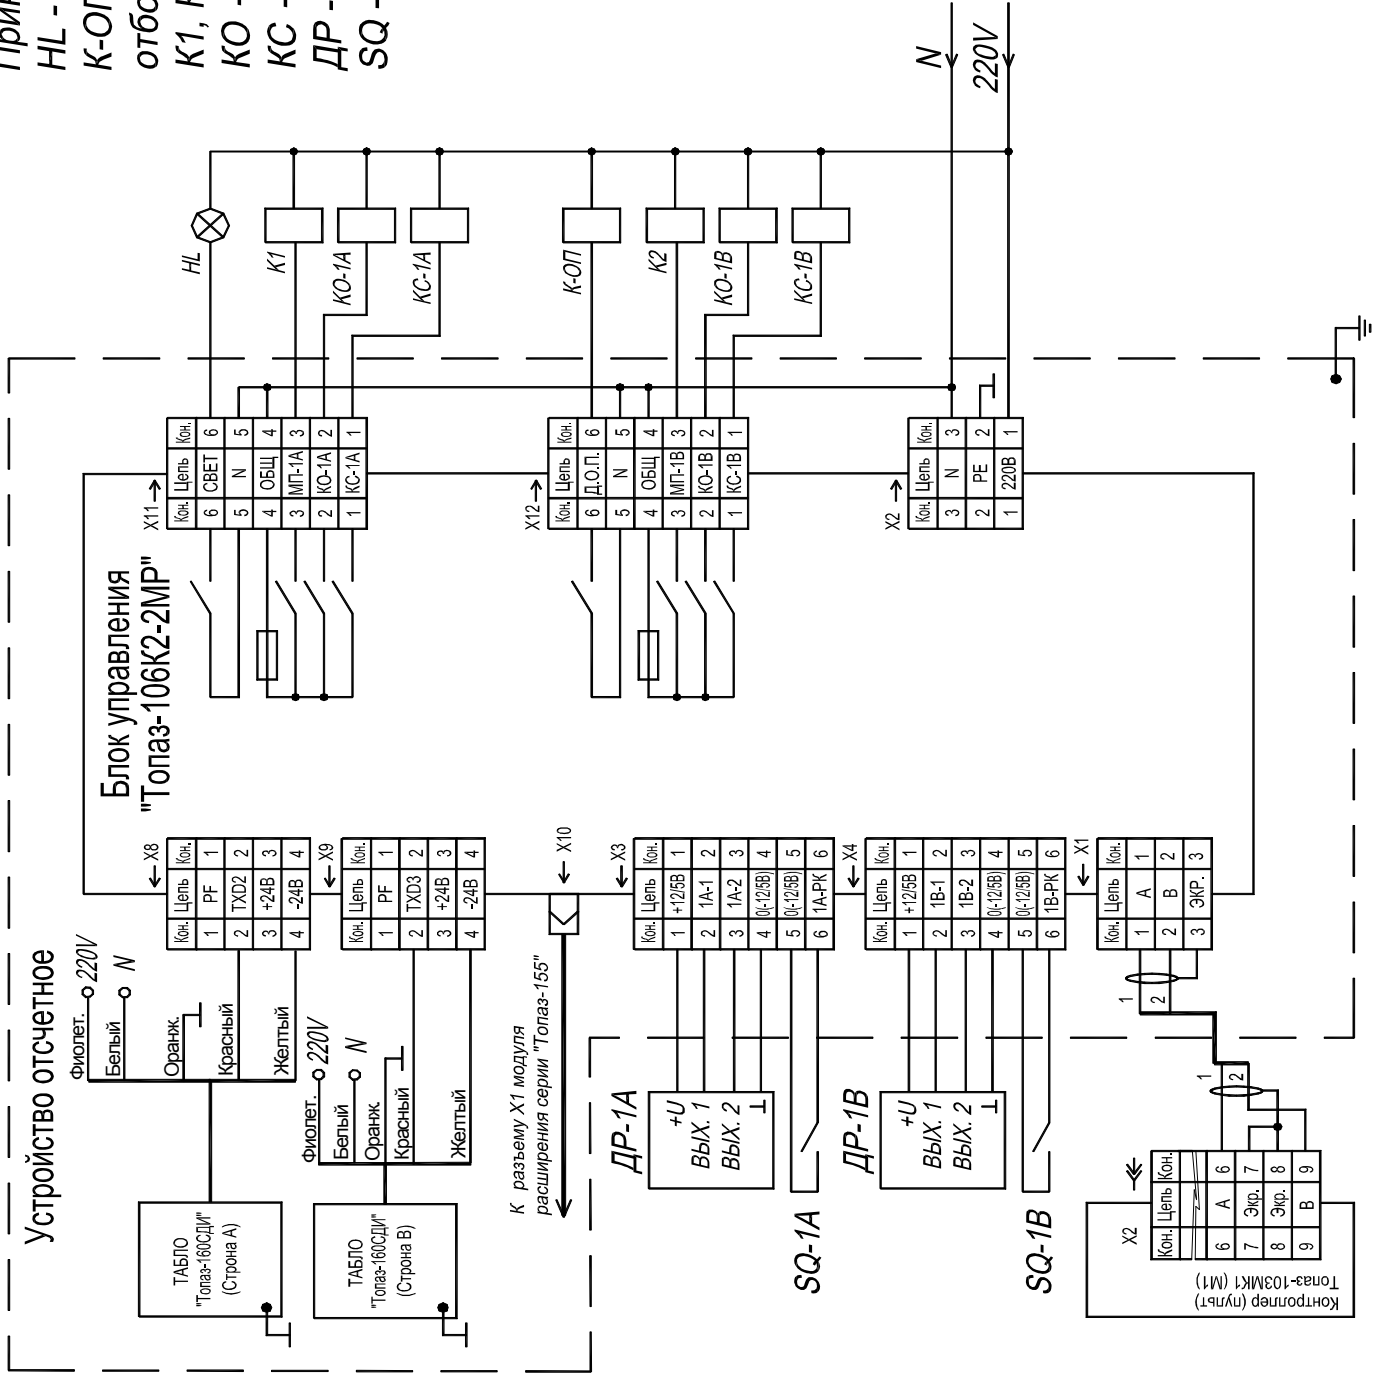 При
HL -
К-ОП
отбо
К1, К
КО -
КС -
ДР -
SQ -
N
220V
HL
К1
КО-1А
КС-1А
К-ОП
К2
КО-1В
КС-1В
Устройство отсчетное
Блок управления
"Топаз-106К2-2МР"
X11
Кон. Цепь Кон.
6 СВЕТ 6
5 N 5
4 ОБЩ 4
3 МП-1А 3
2 КО-1А 2
1 КС-1А 1
X12
Кон. Цепь Кон.
6 Д.О.П. 6
5 N 5
4 ОБЩ 4
3 МП-1В 3
2 КО-1В 2
1 КС-1В 1
X2
Кон. Цепь Кон.
3 N 3
2 PE 2
1 220В 1
X8
Кон. Цепь Кон.
1 PF 1
2 TXD2 2
3 +24В 3
4 -24В 4
X9
Кон. Цепь Кон.
1 PF 1
2 TXD3 2
3 +24В 3
4 -24В 4
X10
X3
Кон. Цепь Кон.
1 +12/5В 1
2 1А-1 2
3 1А-2 3
4 0(-12/5В) 4
5 0(-12/5В) 5
6 1А-РК 6
X4
Кон. Цепь Кон.
1 +12/5В 1
2 1В-1 2
3 1В-2 3
4 0(-12/5В) 4
5 0(-12/5В) 5
6 1В-РК 6
X1
Кон. Цепь Кон.
1 А 1
2 В 2
3 ЭКР. 3
Фиолет.
220V
Белый
N
Оранж.
Красный
Желтый
Фиолет.
220V
Белый
N
Оранж.
Красный
Желтый
К разъему X1 модуля
расширения серии "Топаз-155"
ТАБЛО
"Топаз-160СДИ"
(Строна А)
ТАБЛО
"Топаз-160СДИ"
(Строна В)
ДР-1А
+U
ВЫХ. 1
ВЫХ. 2
SQ-1А
ДР-1В
+U
ВЫХ. 1
ВЫХ. 2
SQ-1В
1
2
1
2
X2
Кон. Цепь Кон.
6 А 6
7 Экр. 7
8 Экр. 8
9 В 9
Контроллер (пульт)
Топаз-103МК1 (М1)